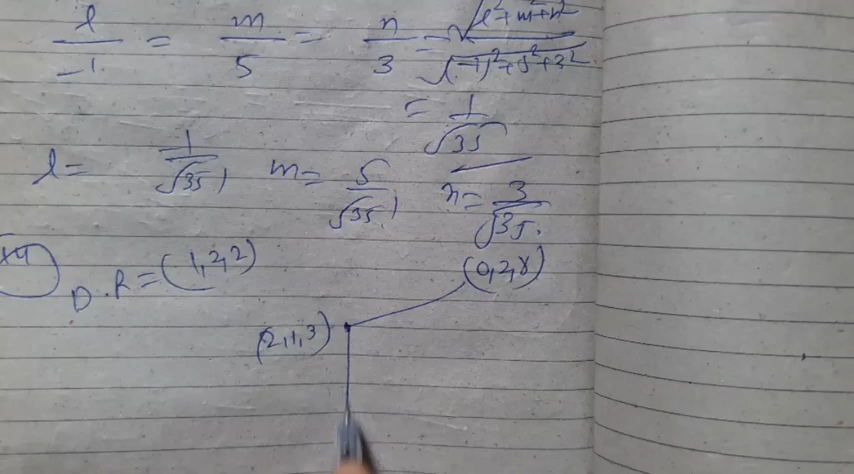 l/-1 = m/5 = n/3 = √(l²+m²+n²)/√((-1)²+5²+3²)
= 1/√35
l = -1/√35, m = 5/√35, n = 3/√35.
D.R = (1,2,2)
(0,2,8)
(2,1,3)